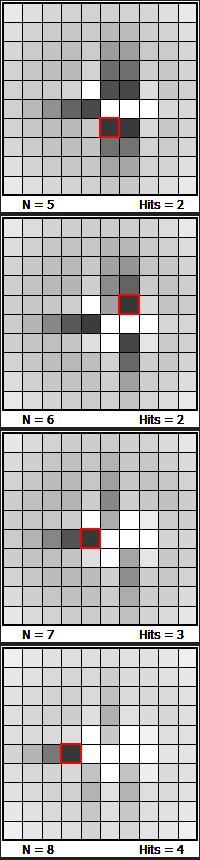 N = 5 Hits = 2
N = 6 Hits = 2
N = 7 Hits = 3
N = 8 Hits = 4